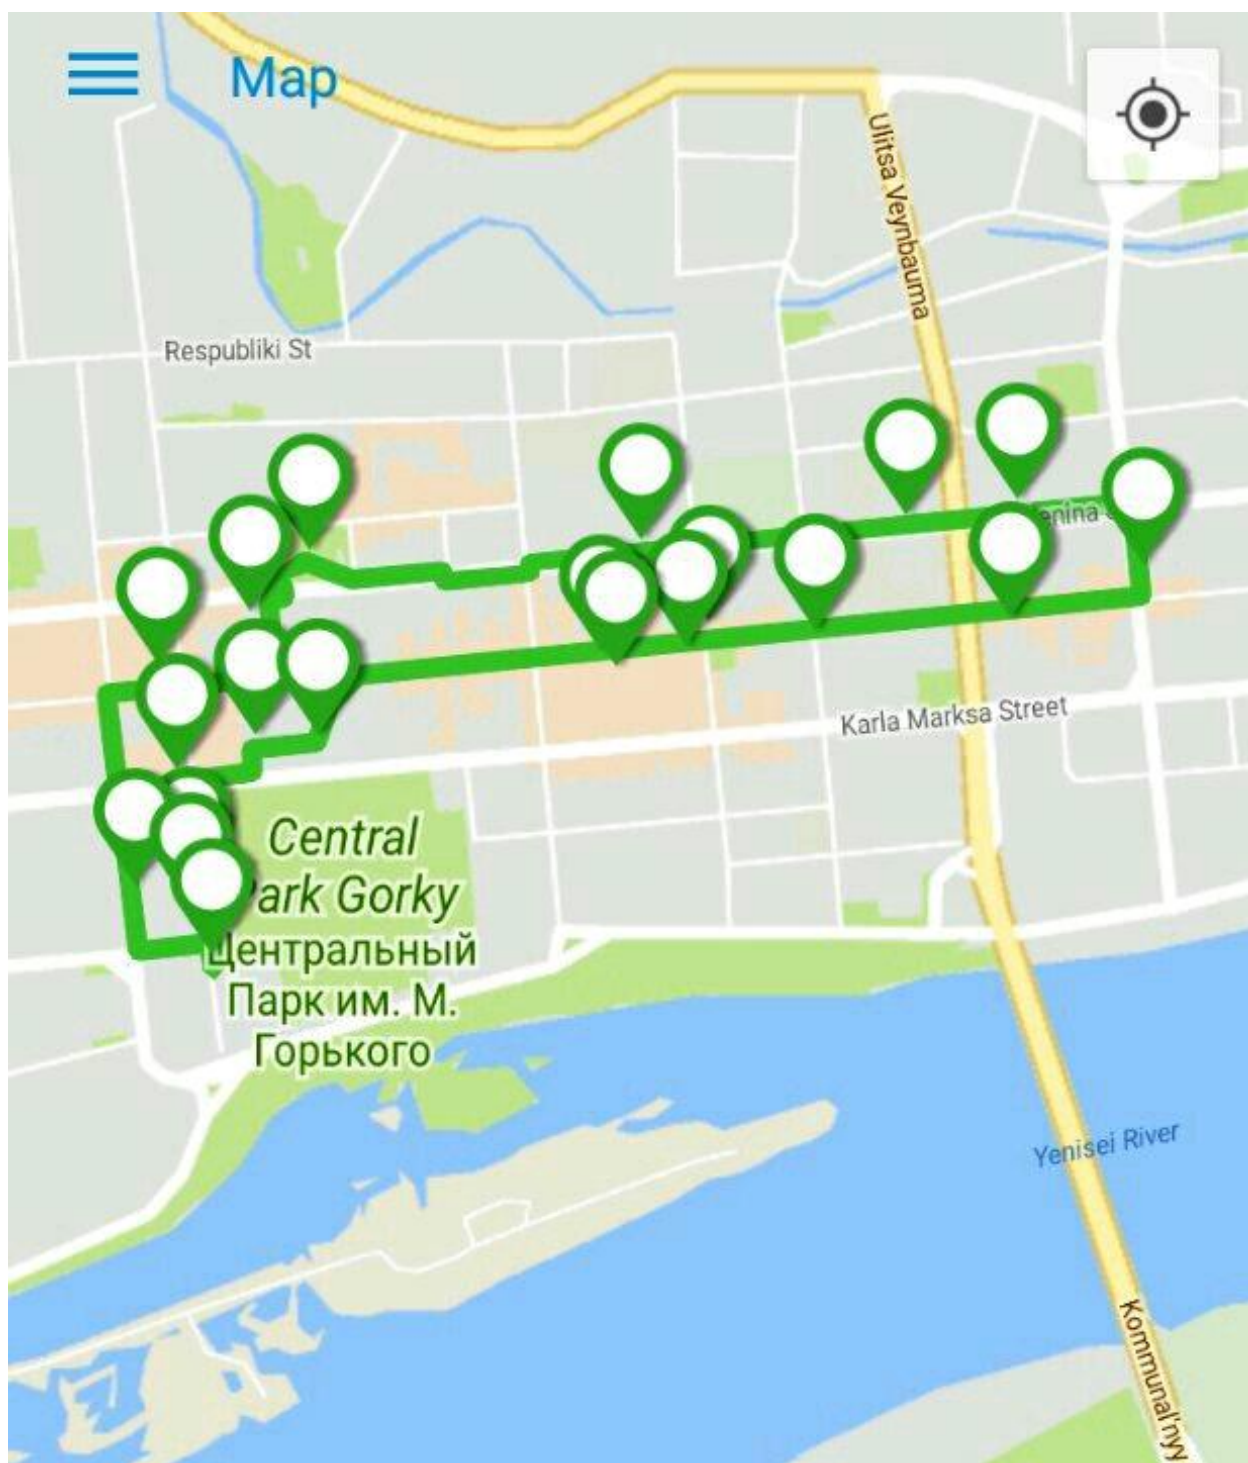 Map
Ulitsa Veynbauma
Respubliki St
enina
Karla Marksa Street
Central
ark Gorky
Центральный
Парк им. М.
Горького
Yenisei River
Kommunal'nyy